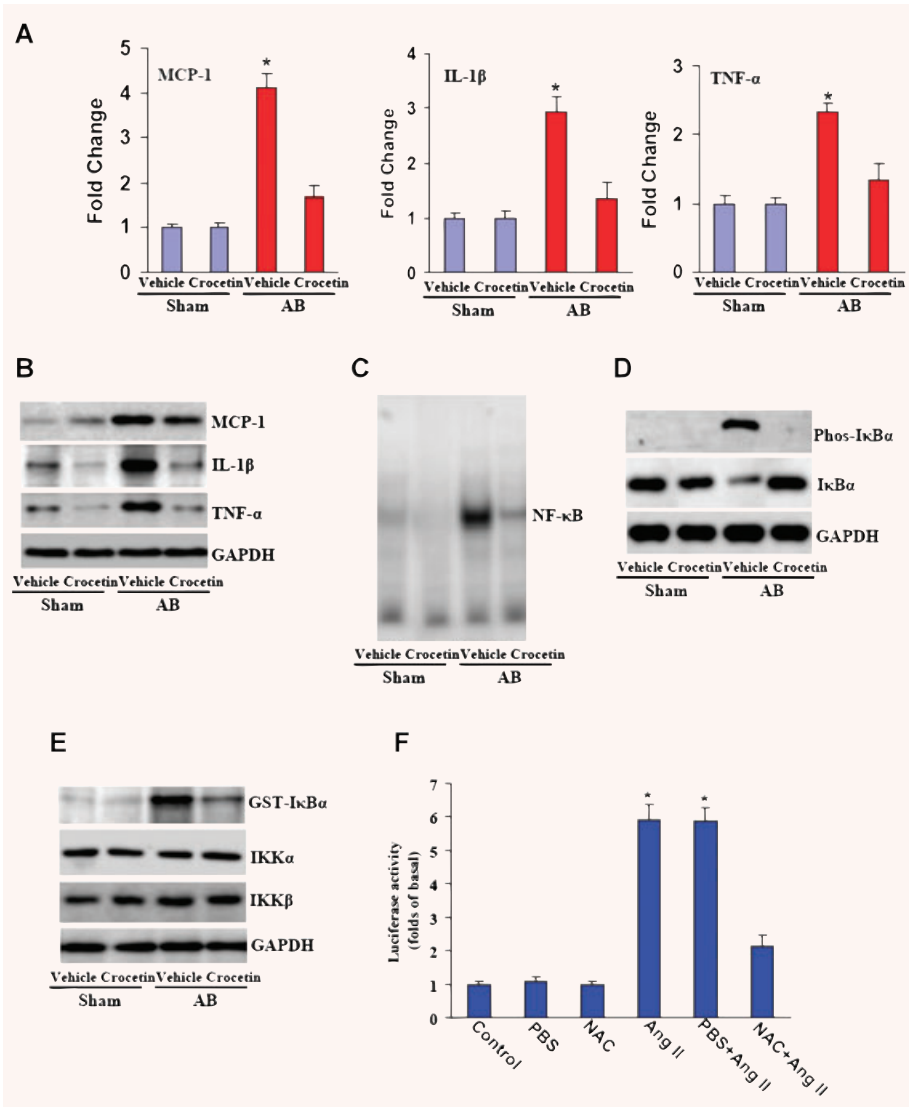 A
Fold Change
5
4
3
2
1
0
MCP-1
*
Vehicle Crocetin Vehicle Crocetin
Sham AB
Fold Change
4
3
2
1
0
IL-1β
*
Vehicle Crocetin Vehicle Crocetin
Sham AB
Fold Change
3
2
1
0
TNF-α
*
Vehicle Crocetin Vehicle Crocetin
Sham AB
B
MCP-1
IL-1β
TNF-α
GAPDH
Vehicle Crocetin Vehicle Crocetin
Sham AB
C
NF-κB
Vehicle Crocetin Vehicle Crocetin
Sham AB
D
Phos-IκBα
IκBα
GAPDH
Vehicle Crocetin Vehicle Crocetin
Sham AB
E
GST-IκBα
IKKα
IKKβ
GAPDH
Vehicle Crocetin Vehicle Crocetin
Sham AB
F
Luciferase activity
(folds of basal)
7
6
5
4
3
2
1
0
* *
Control PBS NAC Ang II PBS+Ang II NAC+Ang II